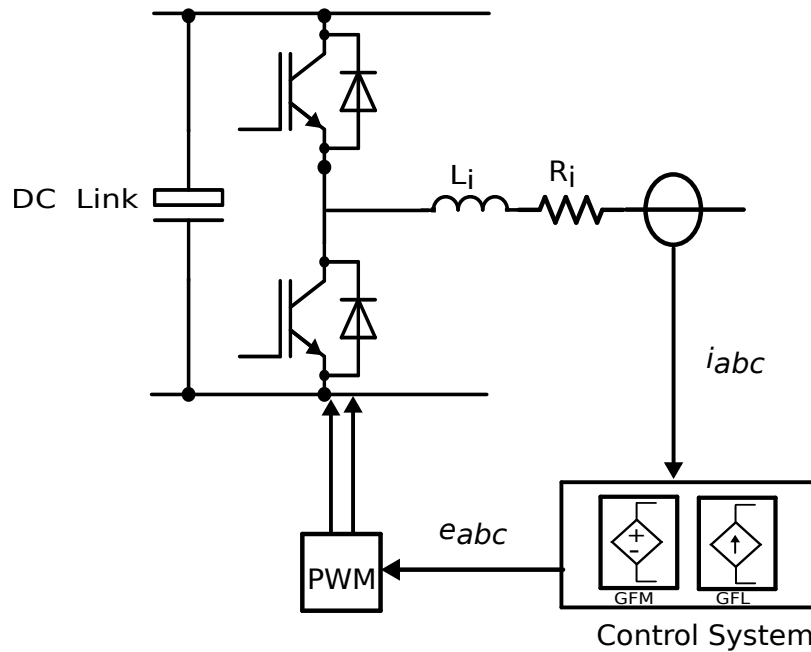 DC Link
Li
Ri
iabc
eabc
PWM
+
-
GFM
GFL
Control System